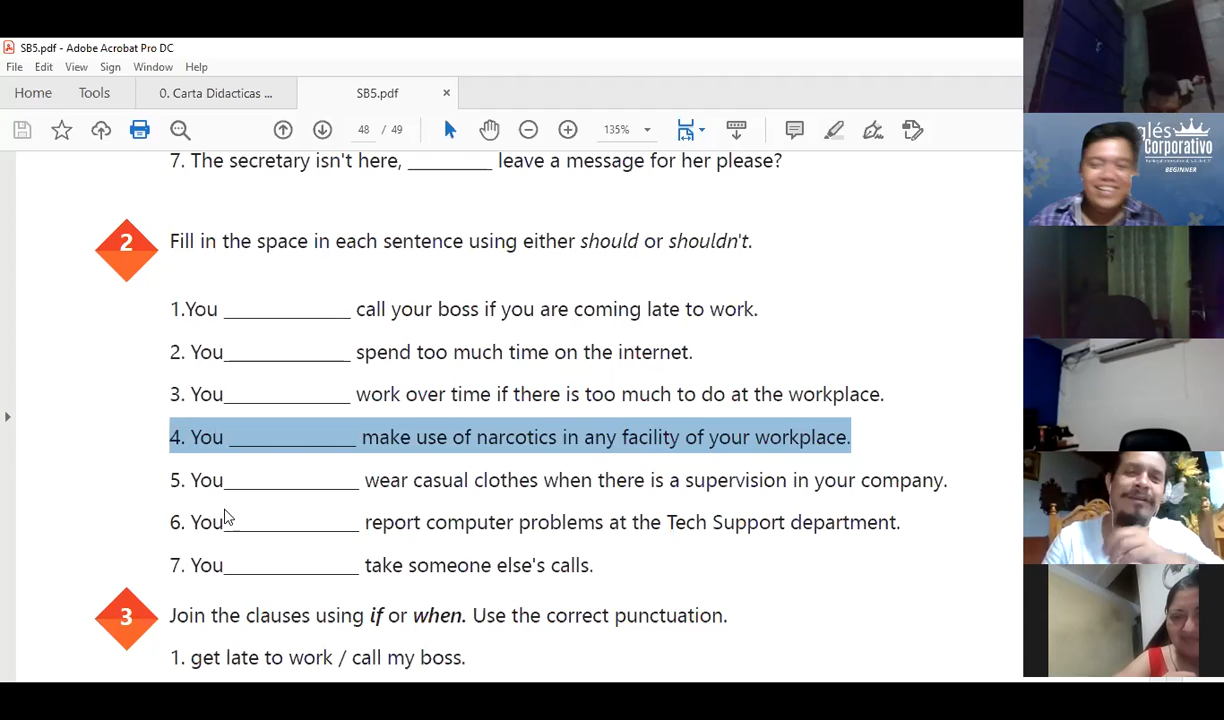 SB5.pdf - Adobe Acrobat Pro DC
File Edit View Sign Window Help
Home Tools 0. Carta Didacticas ... SB5.pdf ×
48 / 49 135%
7. The secretary isn't here, _________ leave a message for her please?
2 Fill in the space in each sentence using either should or shouldn't.
1.You _____________ call your boss if you are coming late to work.
2. You_____________ spend too much time on the internet.
3. You_____________ work over time if there is too much to do at the workplace.
4. You _____________ make use of narcotics in any facility of your workplace.
5. You______________ wear casual clothes when there is a supervision in your company.
6. You______________ report computer problems at the Tech Support department.
7. You______________ take someone else's calls.
3 Join the clauses using if or when. Use the correct punctuation.
1. get late to work / call my boss.
glés
Corporativo
BEGINNER